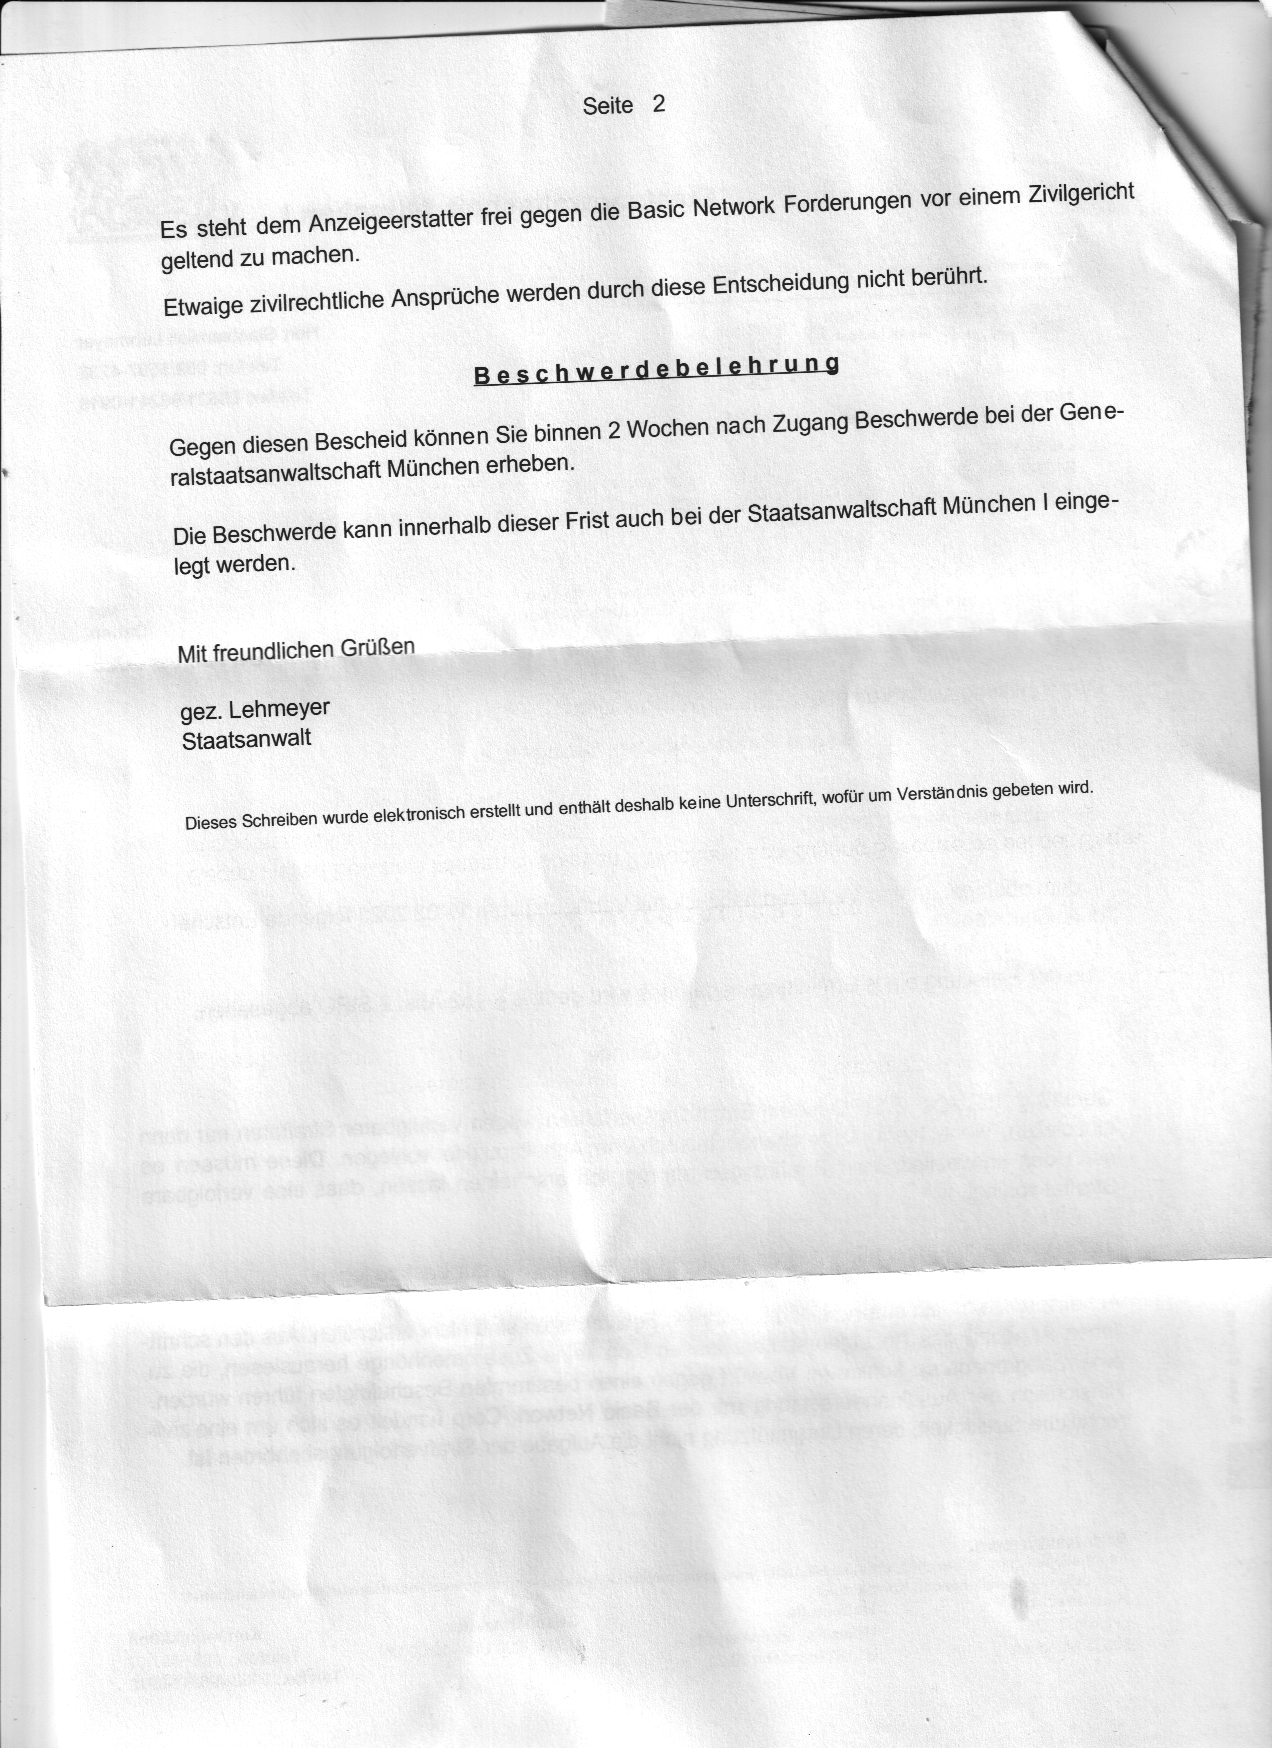 Seite 2
Es steht dem Anzeigeerstatter frei gegen die Basic Network Forderungen vor einem Zivilgericht
geltend zu machen.
Etwaige zivilrechtliche Ansprüche werden durch diese Entscheidung nicht berührt.
Beschwerdebelehrung
Gegen diesen Bescheid können Sie binnen 2 Wochen nach Zugang Beschwerde bei der Gene-
ralstaatsanwaltschaft München erheben.
Die Beschwerde kann innerhalb dieser Frist auch bei der Staatsanwaltschaft München I einge-
legt werden.
Mit freundlichen Grüßen
gez. Lehmeyer
Staatsanwalt
Dieses Schreiben wurde elektronisch erstellt und enthält deshalb keine Unterschrift, wofür um Verständnis gebeten wird.